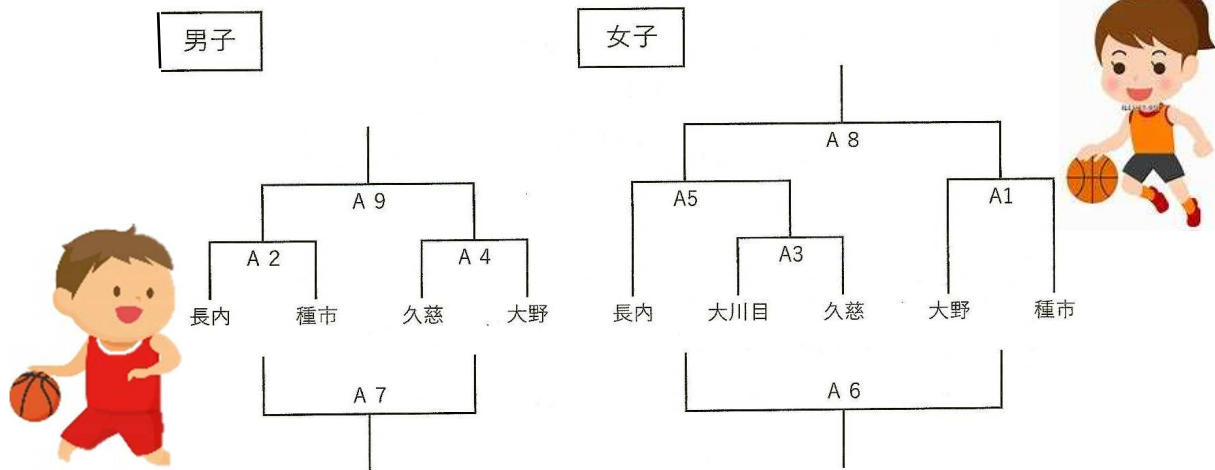 男子
女子
A 8
A 9
A5
A1
A 2
A 4
A3
長内 種市 久慈 大野
長内 大川目 久慈 大野 種市
A 7
A 6